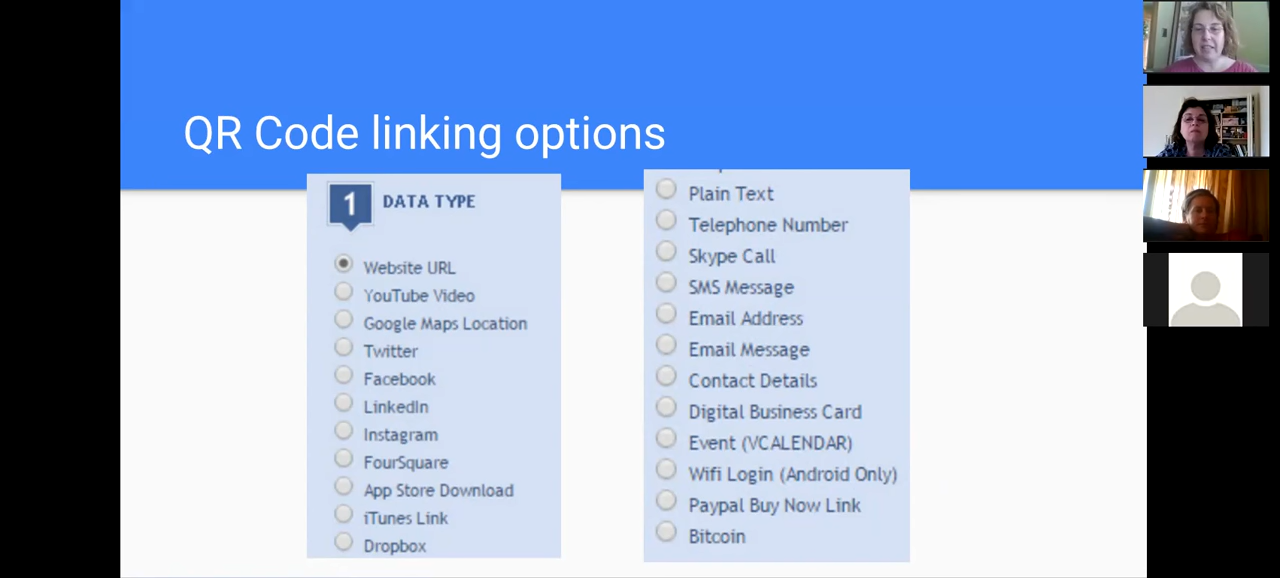 QR Code linking options
1 DATA TYPE
Website URL
YouTube Video
Google Maps Location
Twitter
Facebook
LinkedIn
Instagram
FourSquare
App Store Download
iTunes Link
Dropbox
Plain Text
Telephone Number
Skype Call
SMS Message
Email Address
Email Message
Contact Details
Digital Business Card
Event (VCALENDAR)
Wifi Login (Android Only)
Paypal Buy Now Link
Bitcoin